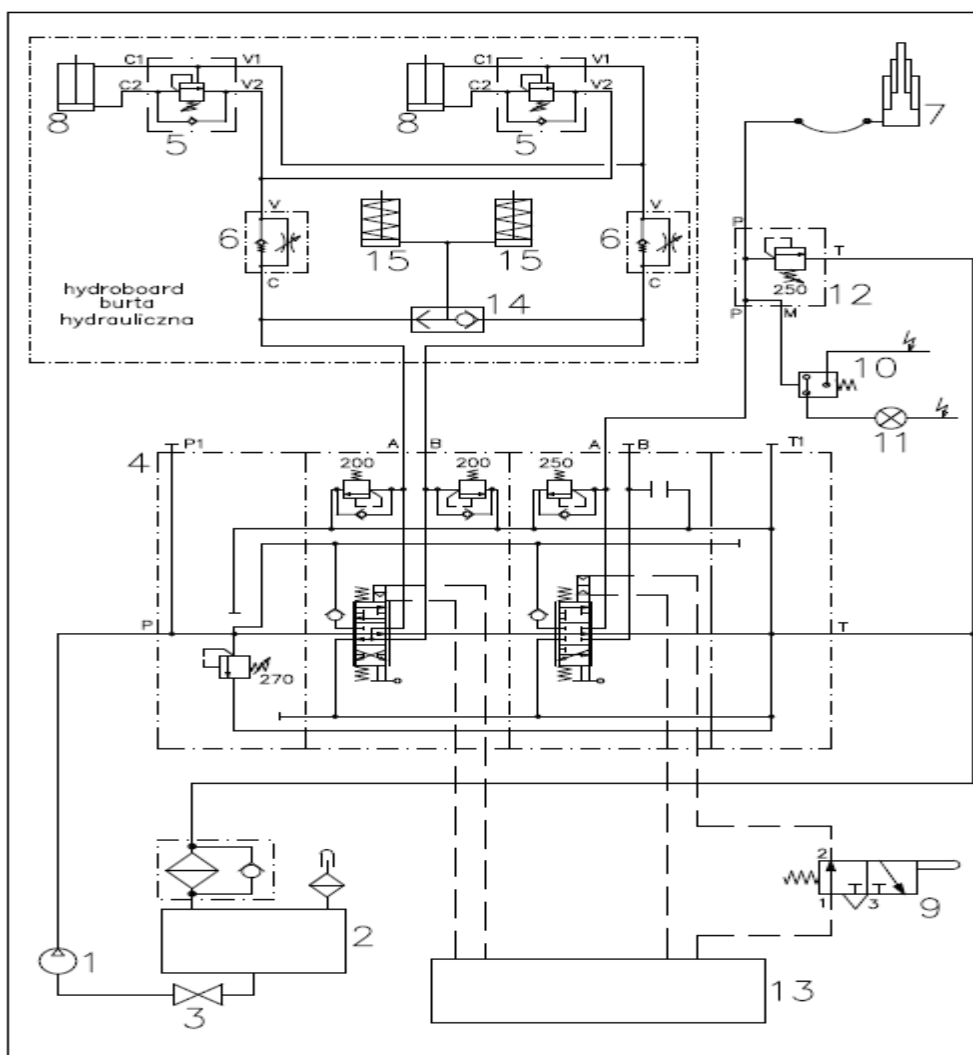 C1 V1 C1 V1
C2 V2 C2 V2
8 5 8 5 7
V V
6 15 15 6
C C
hydroboard
burta
hydrauliczna
14
P
T
250
12
P M
10
11
4 P1 A B A B T1
200 200 250
P T
270
2
1
3
2
1 3
9
13